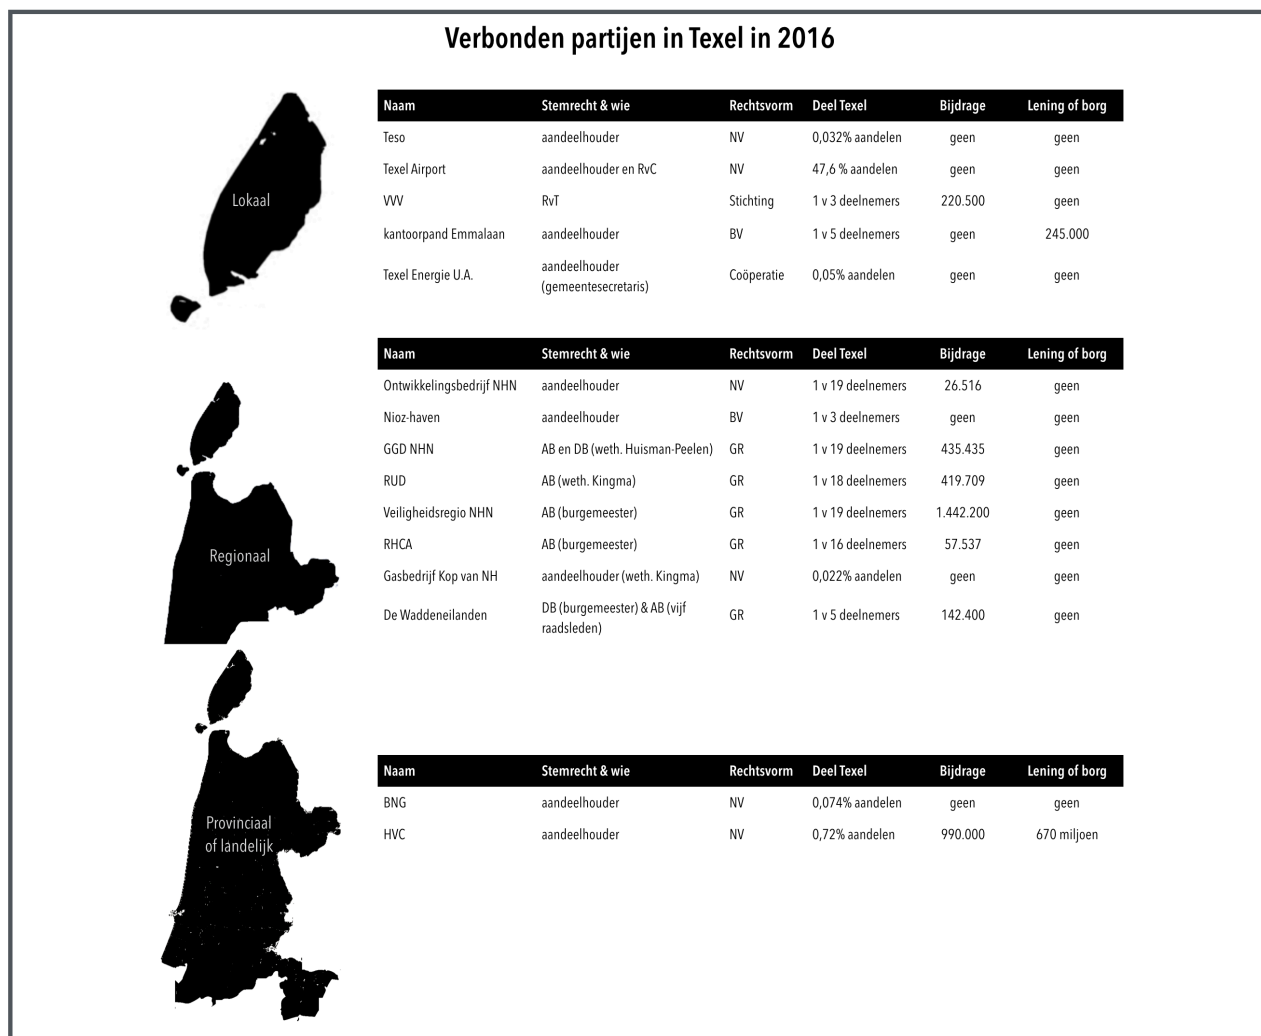 Verbonden partijen in Texel in 2016
Lokaal
Naam Stemrecht & wie Rechtsvorm Deel Texel Bijdrage Lening of borg
Teso aandeelhouder NV 0,032% aandelen geen geen
Texel Airport aandeelhouder en RvC NV 47,6 % aandelen geen geen
VVV RvT Stichting 1 v 3 deelnemers 220.500 geen
kantoorpand Emmalaan aandeelhouder BV 1 v 5 deelnemers geen 245.000
Texel Energie U.A. aandeelhouder (gemeentesecretaris) Coöperatie 0,05% aandelen geen geen
Regionaal
Naam Stemrecht & wie Rechtsvorm Deel Texel Bijdrage Lening of borg
Ontwikkelingsbedrijf NHN aandeelhouder NV 1 v 19 deelnemers 26.516 geen
Nioz-haven aandeelhouder BV 1 v 3 deelnemers geen geen
GGD NHN AB en DB (weth. Huisman-Peelen) GR 1 v 19 deelnemers 435.435 geen
RUD AB (weth. Kingma) GR 1 v 18 deelnemers 419.709 geen
Veiligheidsregio NHN AB (burgemeester) GR 1 v 19 deelnemers 1.442.200 geen
RHCA AB (burgemeester) GR 1 v 16 deelnemers 57.537 geen
Gasbedrijf Kop van NH aandeelhouder (weth. Kingma) NV 0,022% aandelen geen geen
De Waddeneilanden DB (burgemeester) & AB (vijf raadsleden) GR 1 v 5 deelnemers 142.400 geen
Provinciaal
of landelijk
Naam Stemrecht & wie Rechtsvorm Deel Texel Bijdrage Lening of borg
BNG aandeelhouder NV 0,074% aandelen geen geen
HVC aandeelhouder NV 0,72% aandelen 990.000 670 miljoen